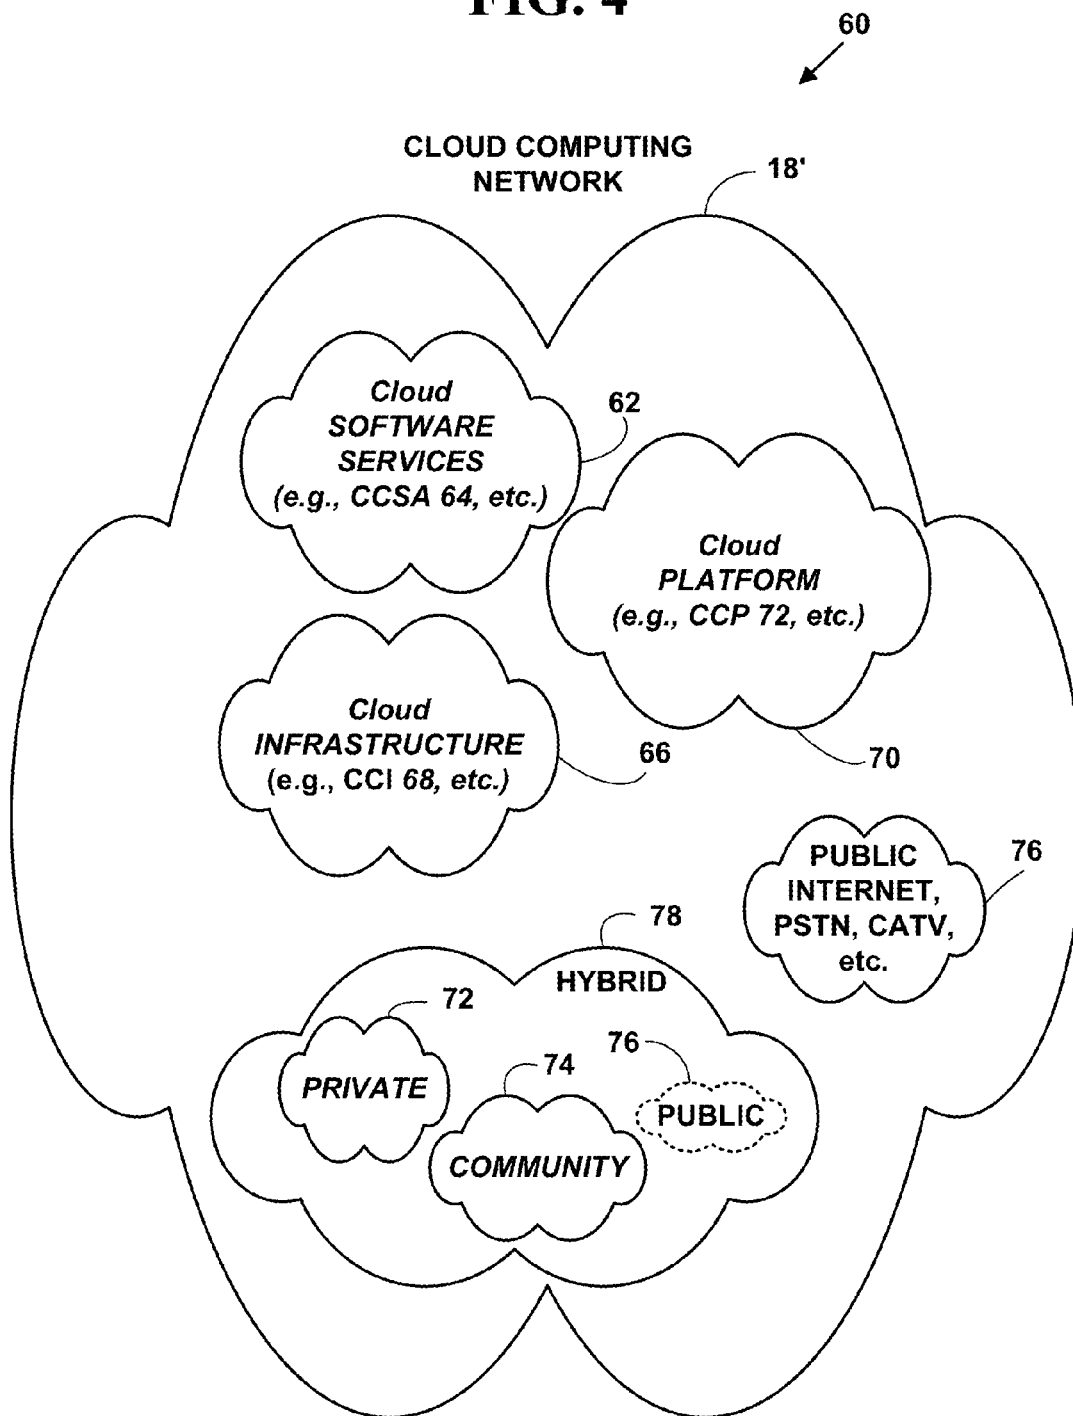 FIG. 4
60
CLOUD COMPUTING
NETWORK
18'
Cloud
SOFTWARE
SERVICES
(e.g., CCSA 64, etc.)
62
Cloud
PLATFORM
(e.g., CCP 72, etc.)
70
Cloud
INFRASTRUCTURE
(e.g., CCI 68, etc.)
66
PUBLIC
INTERNET,
PSTN, CATV,
etc.
76
78
HYBRID
72
PRIVATE
74
COMMUNITY
76
PUBLIC